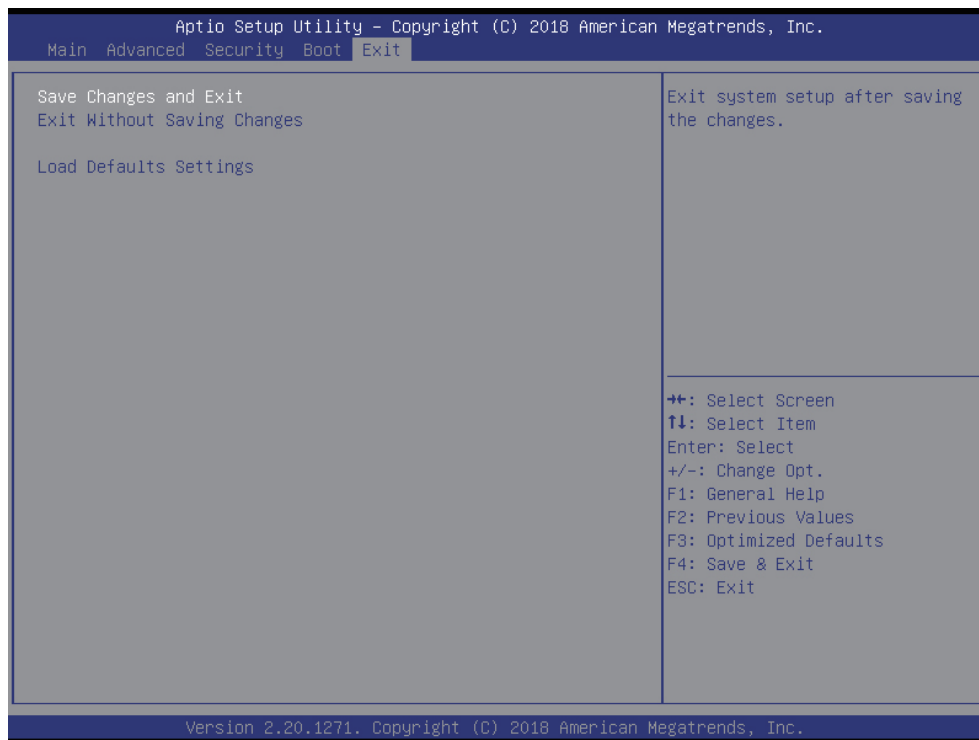 Aptio Setup Utility – Copyright (C) 2018 American Megatrends, Inc.
Main Advanced Security Boot Exit
Save Changes and Exit
Exit Without Saving Changes
Load Defaults Settings
Exit system setup after saving
the changes.
→←: Select Screen
↑↓: Select Item
Enter: Select
+/-: Change Opt.
F1: General Help
F2: Previous Values
F3: Optimized Defaults
F4: Save & Exit
ESC: Exit
Version 2.20.1271. Copyright (C) 2018 American Megatrends, Inc.